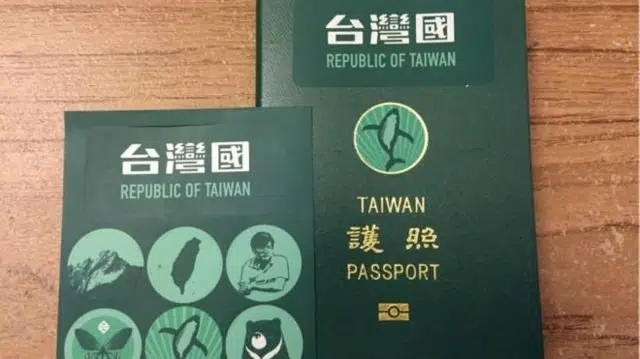 台灣國
REPUBLIC OF TAIWAN
TAIWAN
護照
PASSPORT
台灣國
REPUBLIC OF TAIWAN